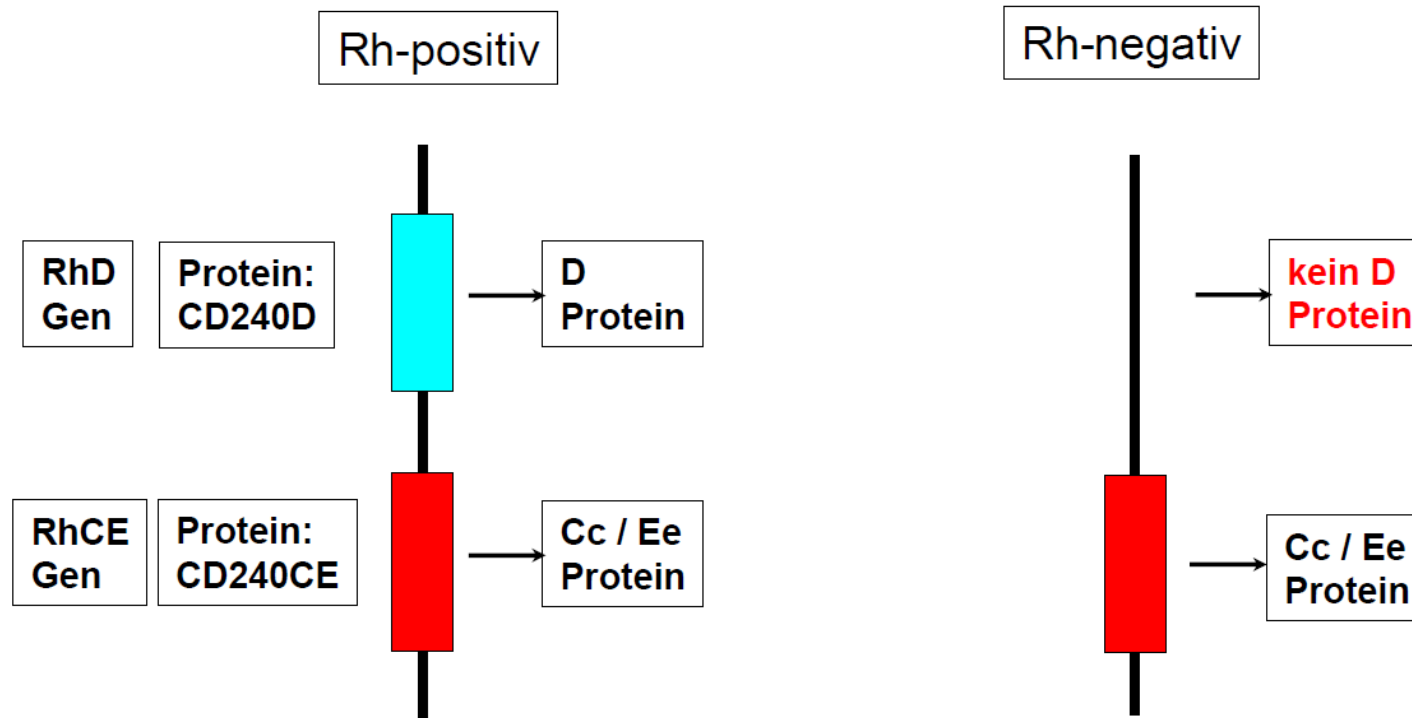 Rh-positiv
Rh-negativ
RhD
Gen
Protein:
CD240D
D
Protein
kein D
Protein
RhCE
Gen
Protein:
CD240CE
Cc / Ee
Protein
Cc / Ee
Protein